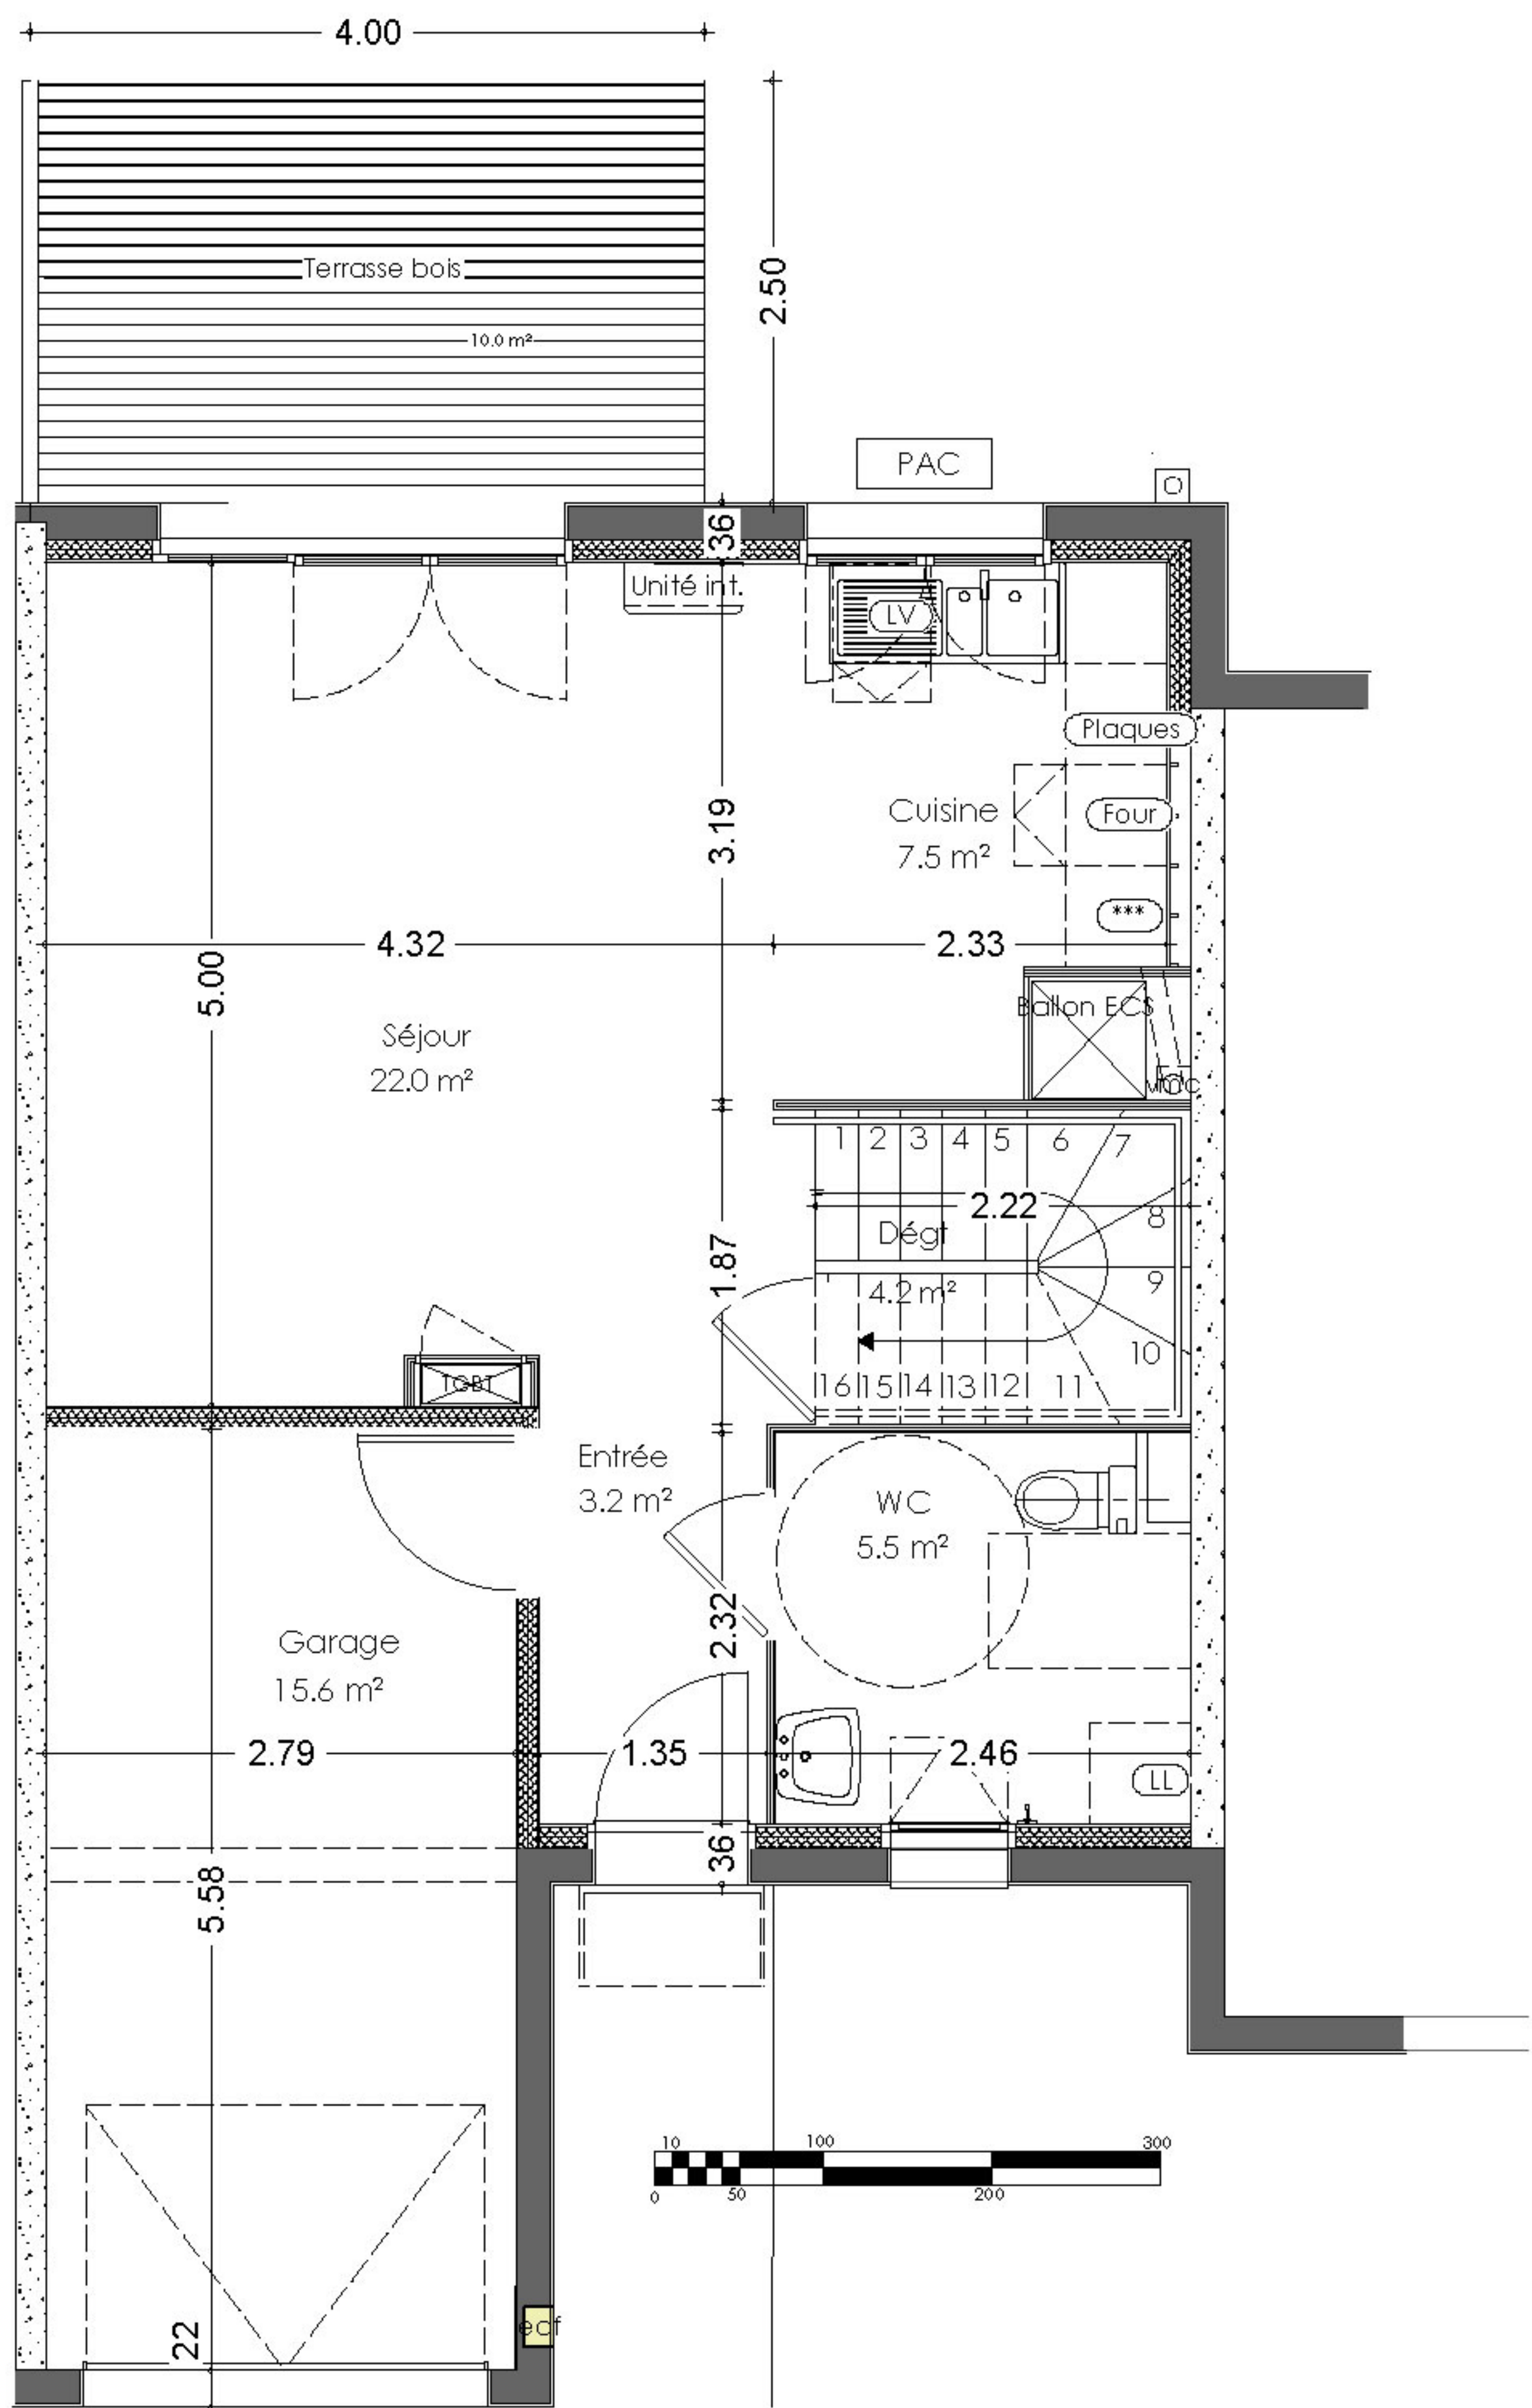 4.00
Terrasse bois
10.0 m²
2.50
PAC
36
Unité int.
LV
Plaques
3.19
Cuisine
7.5 m²
Four
***
4.32
2.33
5.00
Ballon ECS
Séjour
22.0 m²
vmc
1 2 3 4 5 6 7
2.22
8
Dégt
1.87
9
4.2 m²
10
TGBT
16 15 14 13 12 11
Entrée
3.2 m²
WC
5.5 m²
2.32
Garage
15.6 m²
2.79
1.35
2.46
LL
36
5.58
10 100 300
0 50 200
22
edf